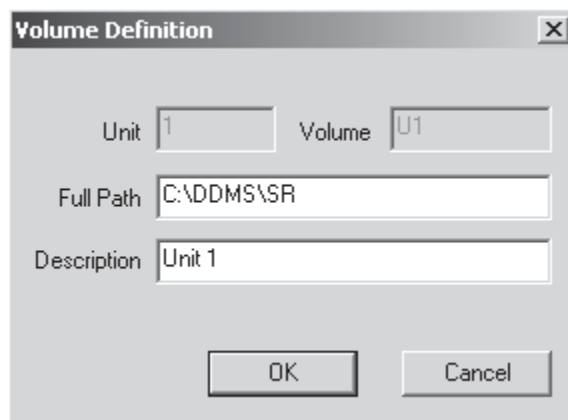 Volume Definition
Unit 1 Volume U1
Full Path C:\DDMS\SR
Description Unit 1
OK Cancel